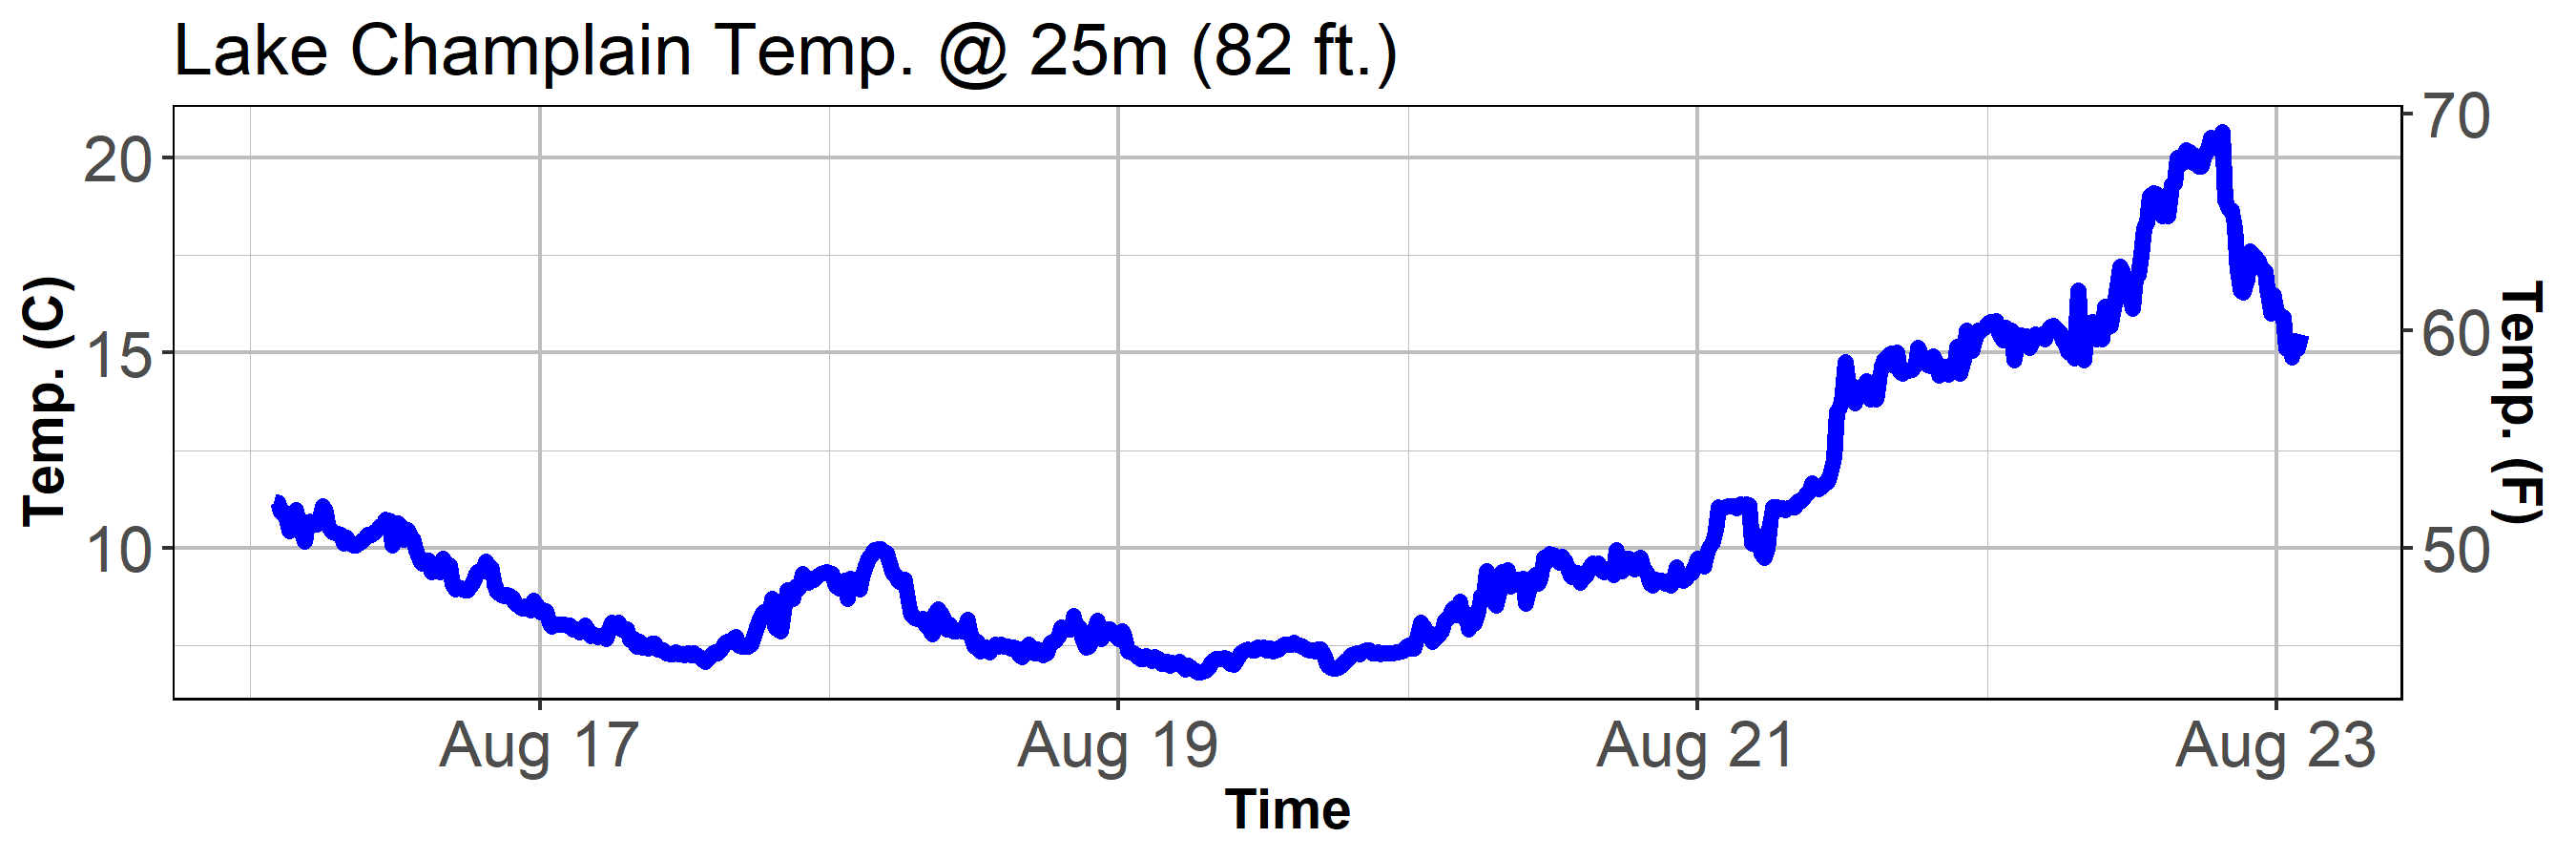 Lake Champlain Temp. @ 25m (82 ft.)
Temp. (C)
20
15
10
70
60
50
Temp. (F)
Aug 17
Aug 19
Aug 21
Aug 23
Time